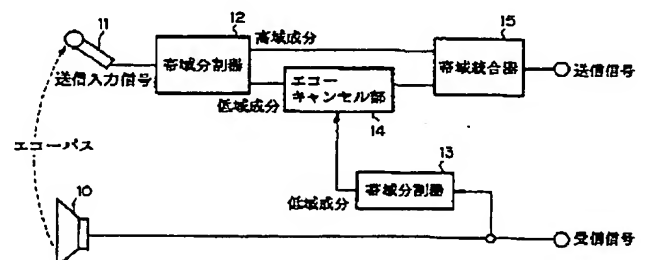 11
12
高域成分
15
送信入力信号
帯域分割器
低域成分
エコー
キャンセル部
14
帯域統合器
送信信号
エコーパス
10
低域成分
13
帯域分割器
受信信号